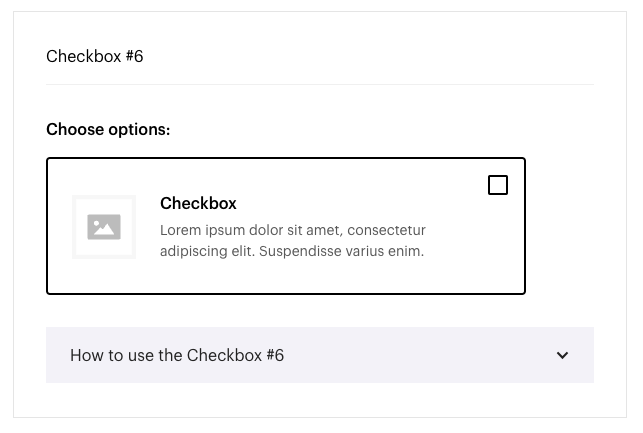 Checkbox #6
Choose options:
Checkbox
Lorem ipsum dolor sit amet, consectetur
adipiscing elit. Suspendisse varius enim.
How to use the Checkbox #6